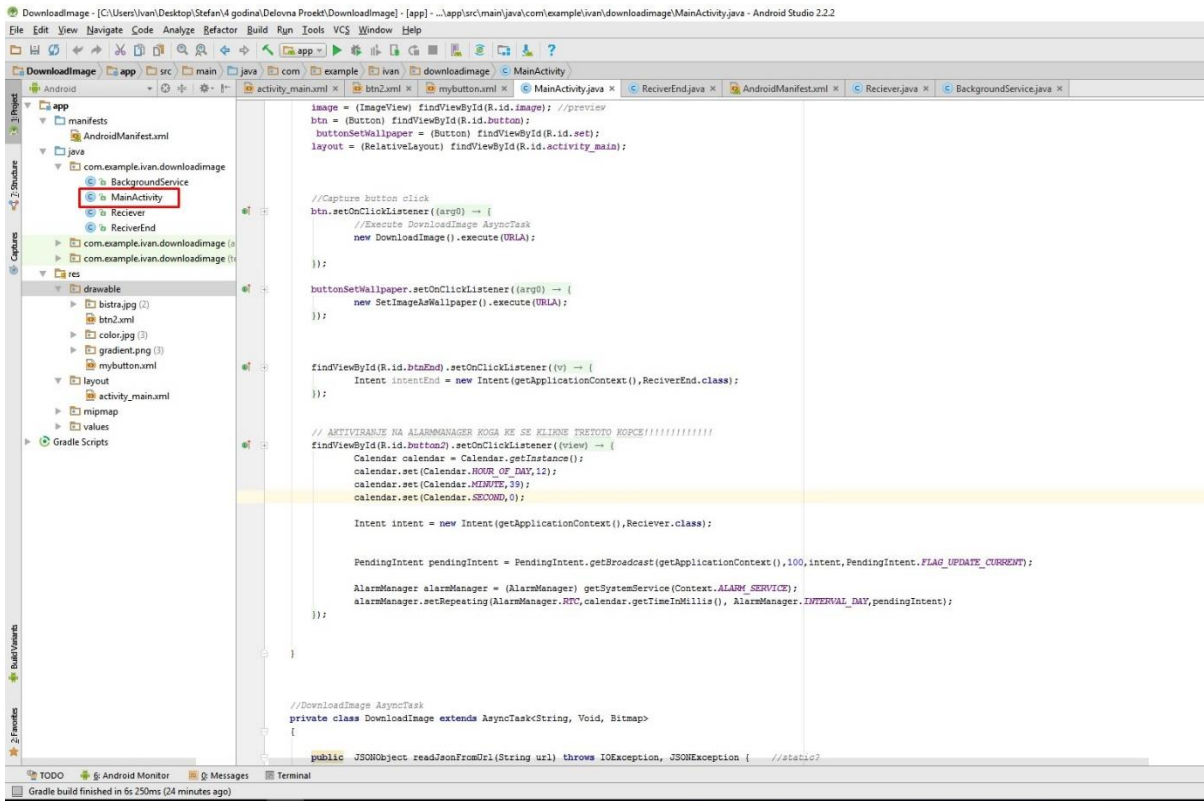 DownloadImage - [C:\Users\Ivan\Desktop\Stefan\4 godina\Delovna Proekt\DownloadImage] - [app] - ...\app\src\main\java\com\example\ivan\downloadimage\MainActivity.java - Android Studio 2.2.2
File Edit View Navigate Code Analyze Refactor Build Run Tools VCS Window Help
app
DownloadImage app src main java com example ivan downloadimage MainActivity
Android
activity_main.xml btn2.xml mybutton.xml MainActivity.java ReciverEnd.java AndroidManifest.xml Reciever.java BackgroundService.java
1: Project
7: Structure
Captures
Build Variants
2: Favorites
app
manifests
AndroidManifest.xml
java
com.example.ivan.downloadimage
BackgroundService
MainActivity
Reciever
ReciverEnd
com.example.ivan.downloadimage (a
com.example.ivan.downloadimage (t
res
drawable
bistra.jpg (2)
btn2.xml
color.jpg (3)
gradient.png (3)
mybutton.xml
layout
activity_main.xml
mipmap
values
Gradle Scripts
image = (ImageView) findViewById(R.id.image); //preview
btn = (Button) findViewById(R.id.button);
buttonSetWallpaper = (Button) findViewById(R.id.set);
layout = (RelativeLayout) findViewById(R.id.activity_main);
//Capture button click
btn.setOnClickListener((arg0) → {
//Execute DownloadImage AsyncTask
new DownloadImage().execute(URLA);
});
buttonSetWallpaper.setOnClickListener((arg0) → {
new SetImageAsWallpaper().execute(URLA);
});
findViewById(R.id.btnEnd).setOnClickListener((v) → {
Intent intentEnd = new Intent(getApplicationContext(),ReciverEnd.class);
});
// AKTIVIRANJE NA ALARMMANAGER KOGA KE SE KLIKNE TRETOTO KOPCE!!!!!!!!!!!!!
findViewById(R.id.button2).setOnClickListener((view) → {
Calendar calendar = Calendar.getInstance();
calendar.set(Calendar.HOUR_OF_DAY,12);
calendar.set(Calendar.MINUTE,39);
calendar.set(Calendar.SECOND,0);
Intent intent = new Intent(getApplicationContext(),Reciever.class);
PendingIntent pendingIntent = PendingIntent.getBroadcast(getApplicationContext(),100,intent,PendingIntent.FLAG_UPDATE_CURRENT);
AlarmManager alarmManager = (AlarmManager) getSystemService(Context.ALARM_SERVICE);
alarmManager.setRepeating(AlarmManager.RTC,calendar.getTimeInMillis(), AlarmManager.INTERVAL_DAY,pendingIntent);
});
}
//DownloadImage AsyncTask
private class DownloadImage extends AsyncTask<String, Void, Bitmap>
{
public JSONObject readJsonFromUrl(String url) throws IOException, JSONException { //static?
TODO 6: Android Monitor 0: Messages Terminal
Gradle build finished in 6s 250ms (24 minutes ago)